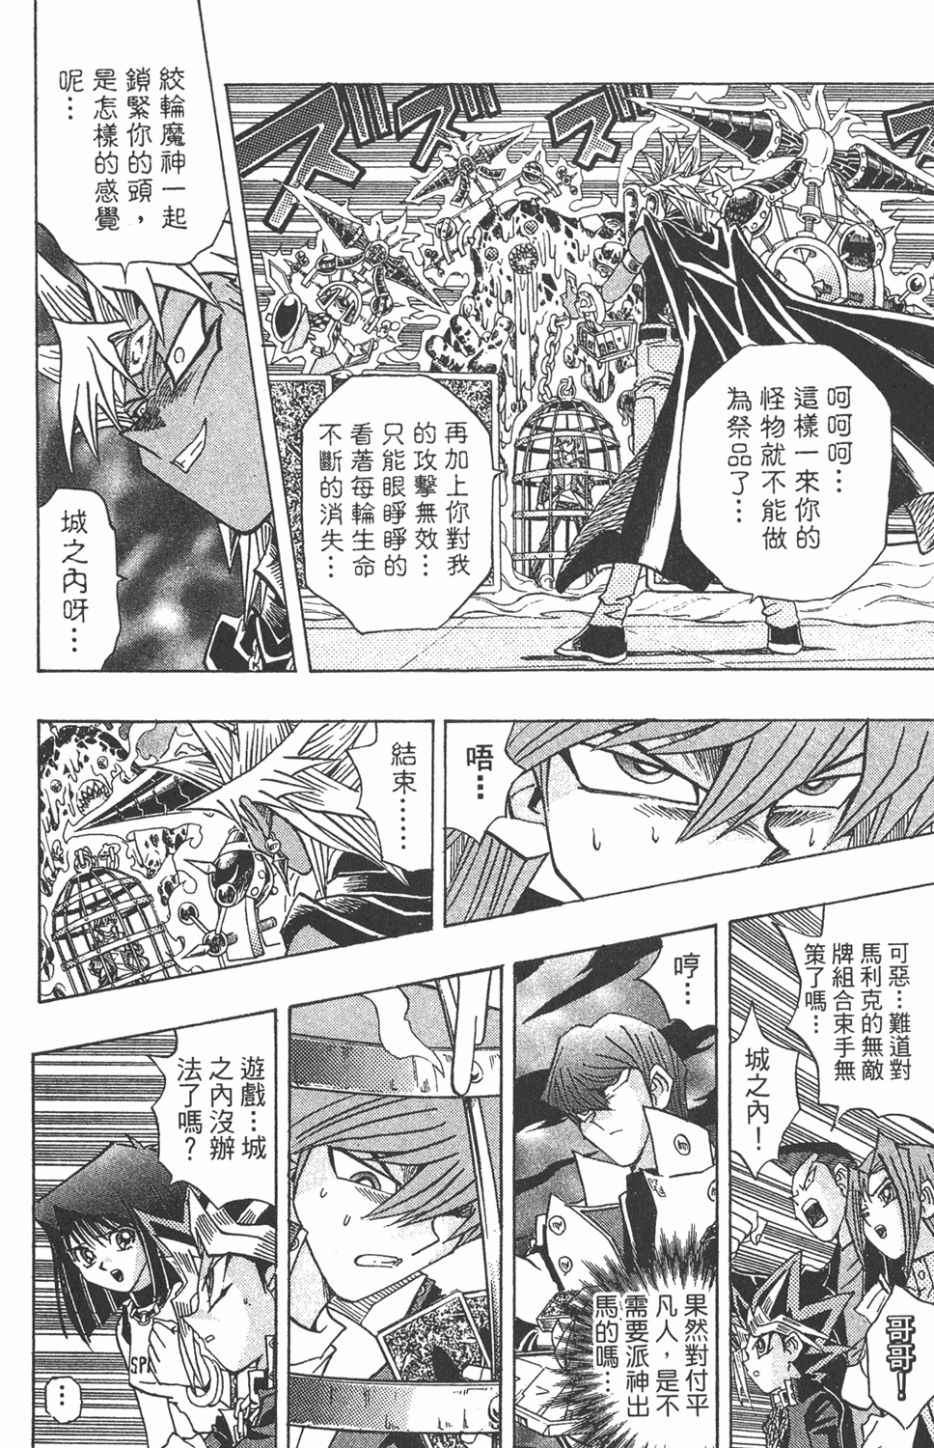 ズ
ズ
ズ
呵呵呵…
這樣一來你的
怪物就不能做
為祭品了…
再加上你對我
的攻擊無效…
只能眼睜睜的
看著每輪生命
不斷的消失…
絞輪魔神一起
鎖緊你的頭，
是怎樣的感覺
呢…
城之內呀…
唔…
結束……
可惡…難道對
馬利克的無敵
牌組合束手無
策了嗎…
城之內！
哥哥！
哼…
果然對付平
凡人，是不
需要派神出
馬的嗎…
遊戲…城
之內沒辦
法了嗎？
SPI
…